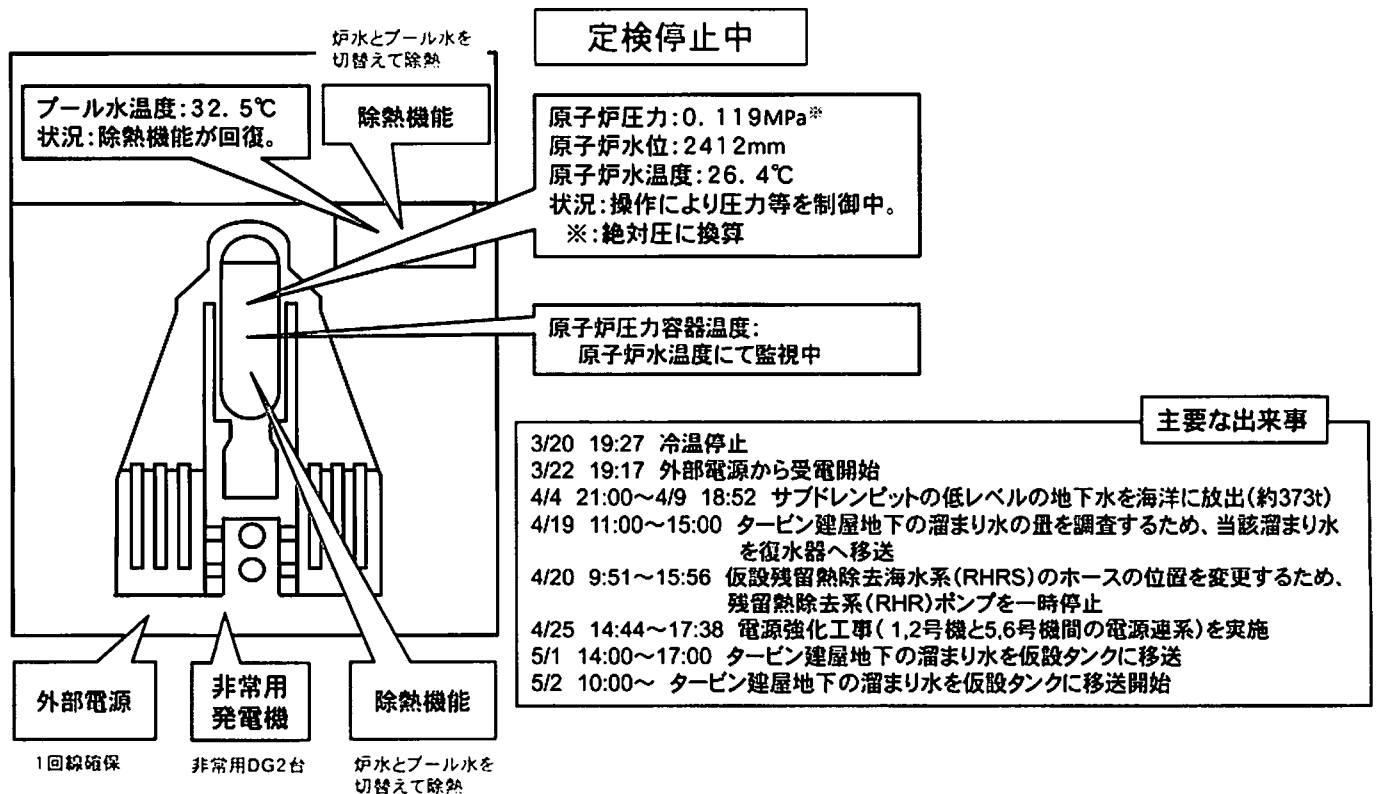 炉水とプール水を
切替えて除熱
定検停止中
プール水温度:32.5℃
状況:除熱機能が回復。
除熱機能
原子炉圧力:0.119MPa※
原子炉水位:2412mm
原子炉水温度:26.4℃
状況:操作により圧力等を制御中。
※:絶対圧に換算
原子炉圧力容器温度:
原子炉水温度にて監視中
主要な出来事
3/20 19:27 冷温停止
3/22 19:17 外部電源から受電開始
4/4 21:00～4/9 18:52 サブドレンピットの低レベルの地下水を海洋に放出(約373t)
4/19 11:00～15:00 タービン建屋地下の溜まり水の量を調査するため、当該溜まり水
を復水器へ移送
4/20 9:51～15:56 仮設残留熱除去海水系(RHRS)のホースの位置を変更するため、
残留熱除去系(RHR)ポンプを一時停止
4/25 14:44～17:38 電源強化工事( 1,2号機と5,6号機間の電源連系)を実施
5/1 14:00～17:00 タービン建屋地下の溜まり水を仮設タンクに移送
5/2 10:00～ タービン建屋地下の溜まり水を仮設タンクに移送開始
外部電源
非常用
発電機
除熱機能
1回線確保
非常用DG2台
炉水とプール水を
切替えて除熱